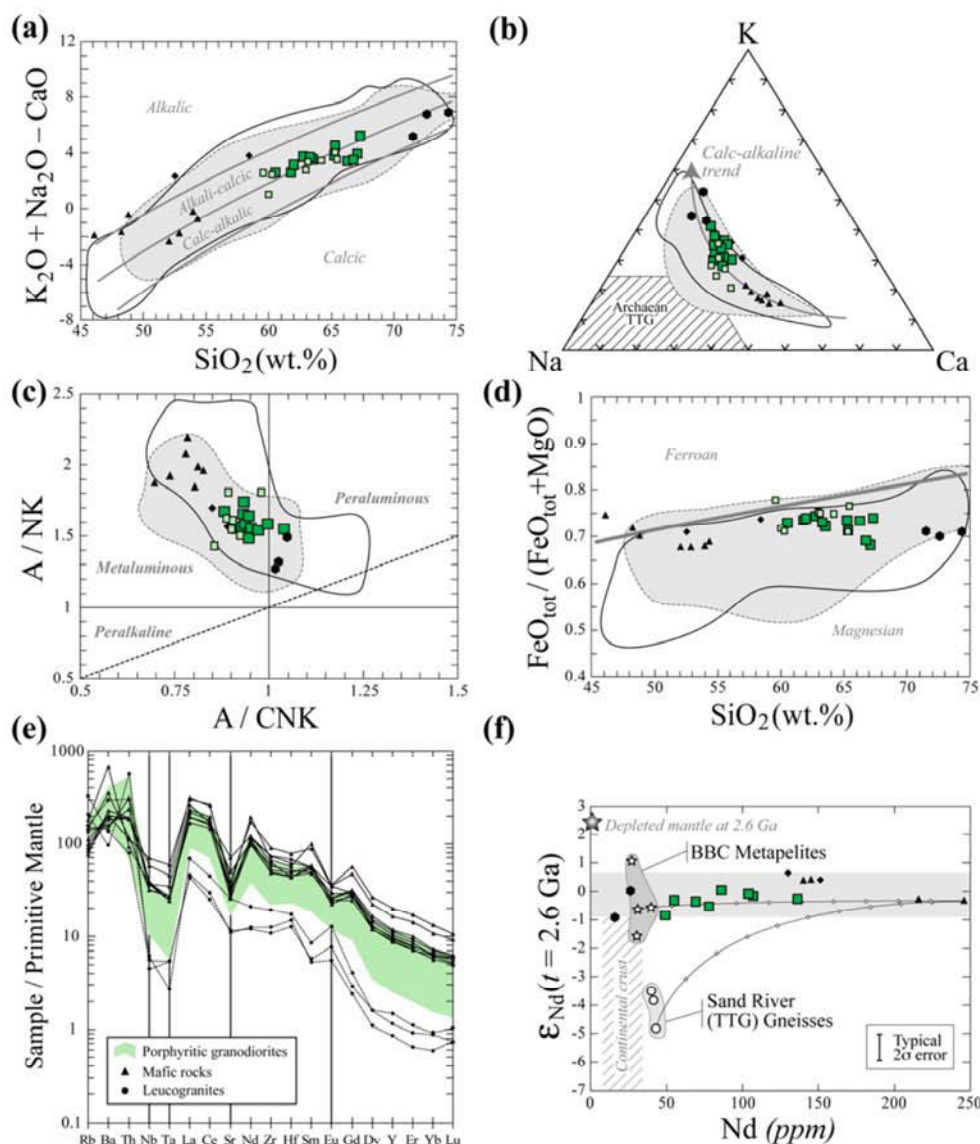 (a)
12
8
4
0
-4
-8
K2O + Na2O – CaO
Alkalic
Alkali-calcic
Calc-alkalic
Calcic
45 50 55 60 65 70 75
SiO2 (wt.%)
(b)
K
Calc-alkaline
trend
Archaean
TTG
Na
Ca
(c)
2.5
2
1.5
1
0.5
A / NK
Peraluminous
Metaluminous
Peralkaline
0.5 0.75 1 1.25 1.5
A / CNK
(d)
1
0.9
0.8
0.7
0.6
0.5
0.4
FeOtot / (FeOtot+MgO)
Ferroan
Magnesian
45 50 55 60 65 70 75
SiO2 (wt.%)
(e)
1000
100
10
1
0.1
Sample / Primitive Mantle
Porphyritic granodiorites
Mafic rocks
Leucogranites
Rb Ba Th Nb Ta La Ce Sr Nd Zr Hf Sm Eu Gd Dy Y Er Yb Lu
(f)
3
2
1
0
-1
-2
-3
-4
-5
-6
-7
εNd(t = 2.6 Ga)
Depleted mantle at 2.6 Ga
BBC Metapelites
Sand River
(TTG) Gneisses
Continental crust
Typical
2σ error
0 50 100 150 200 250
Nd (ppm)